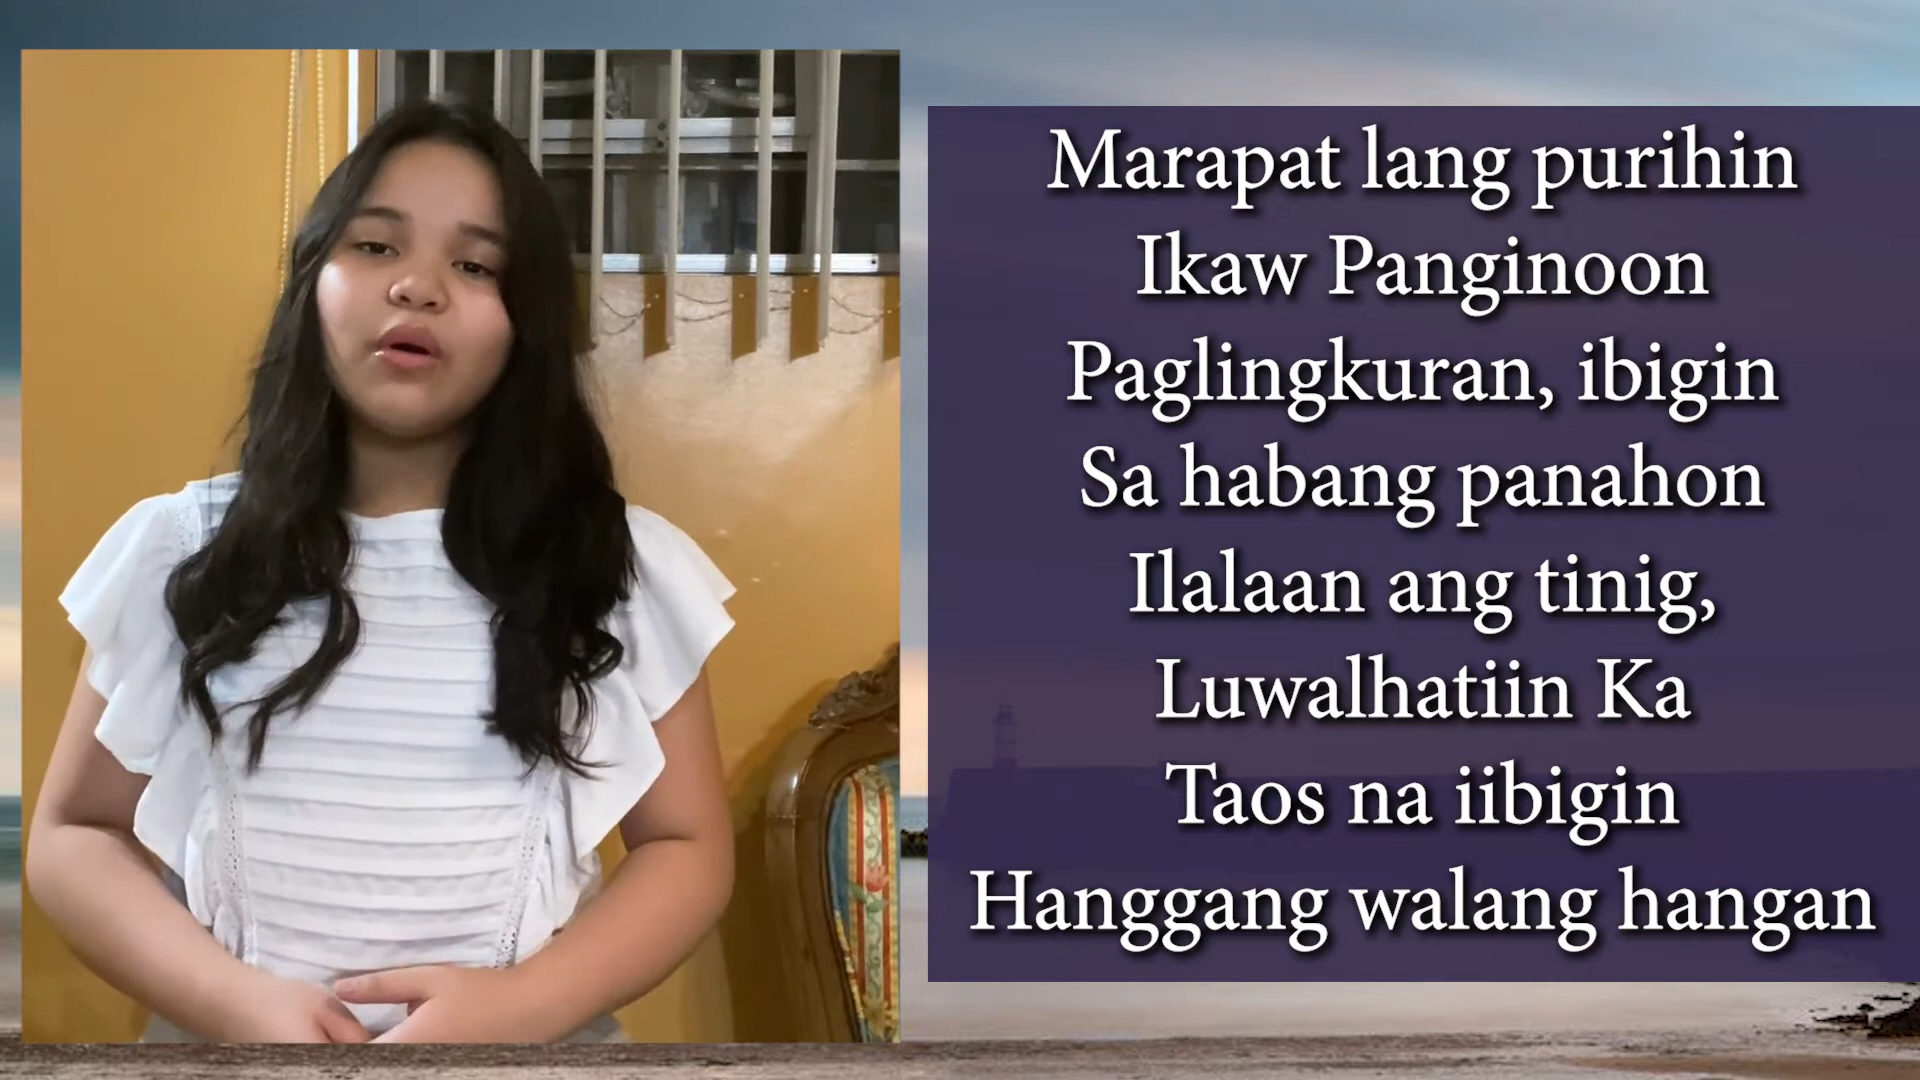 Marapat lang purihin
Ikaw Panginoon
Paglingkuran, ibigin
Sa habang panahon
Ilalaan ang tinig,
Luwalhatiin Ka
Taos na iibigin
Hanggang walang hangan